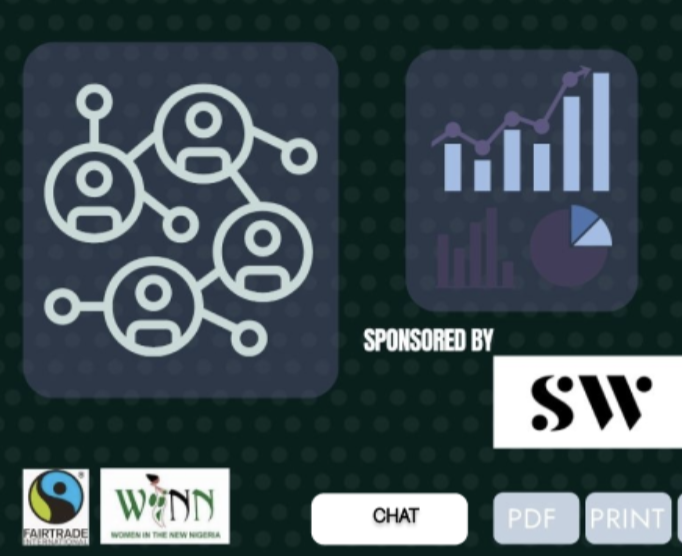 SPONSORED BY
SW
FAIRTRADE
INTERNATIONAL
®
WiNN
WOMEN IN THE NEW NIGERIA
CHAT
PDF
PRINT